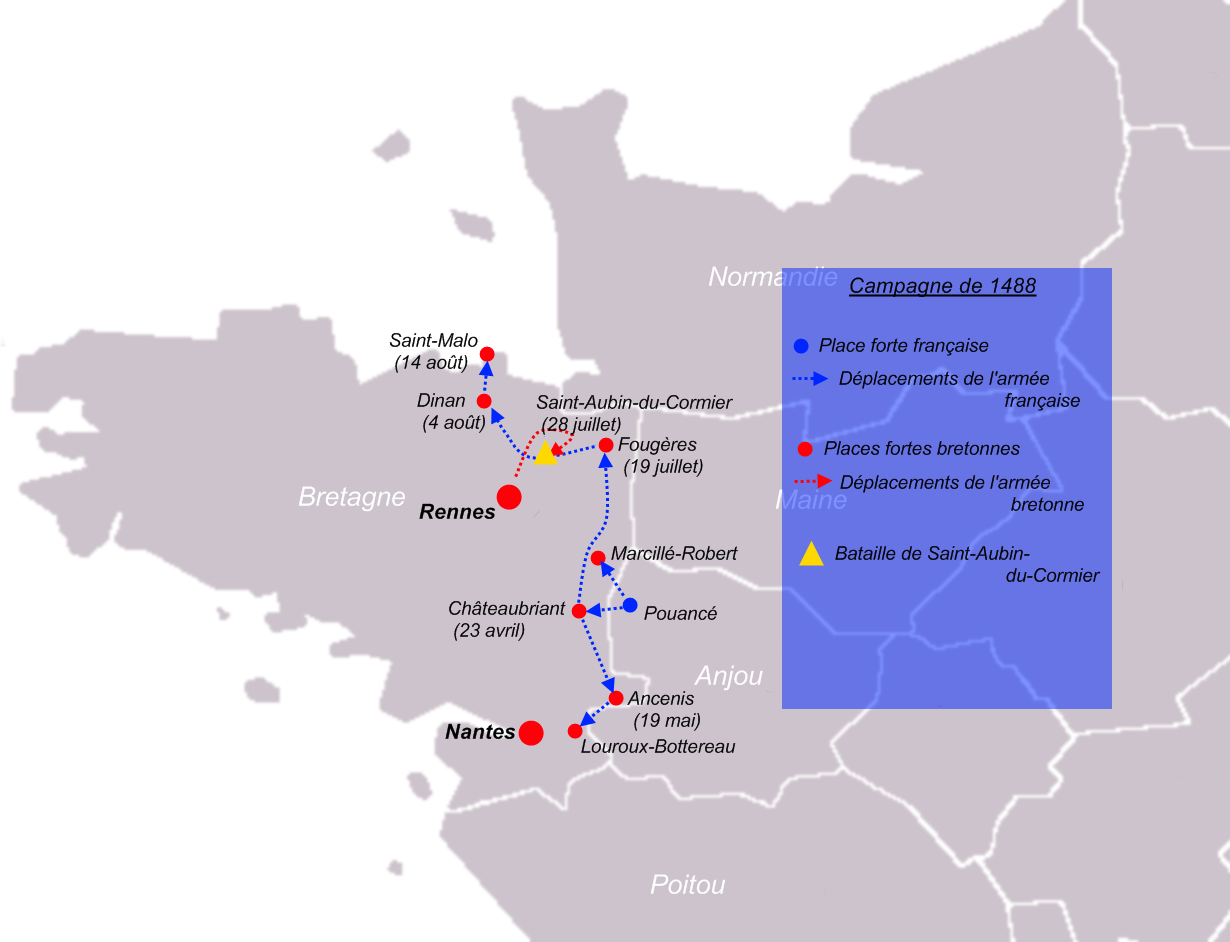 Normandie
Campagne de 1488
Place forte française
Déplacements de l'armée
française
Places fortes bretonnes
Déplacements de l'armée
bretonne
Bataille de Saint-Aubin-
du-Cormier
Saint-Malo
(14 août)
Dinan
(4 août)
Saint-Aubin-du-Cormier
(28 juillet)
Fougères
(19 juillet)
Bretagne
Rennes
Maine
Marcillé-Robert
Châteaubriant
(23 avril)
Pouancé
Anjou
Ancenis
(19 mai)
Nantes
Louroux-Bottereau
Poitou